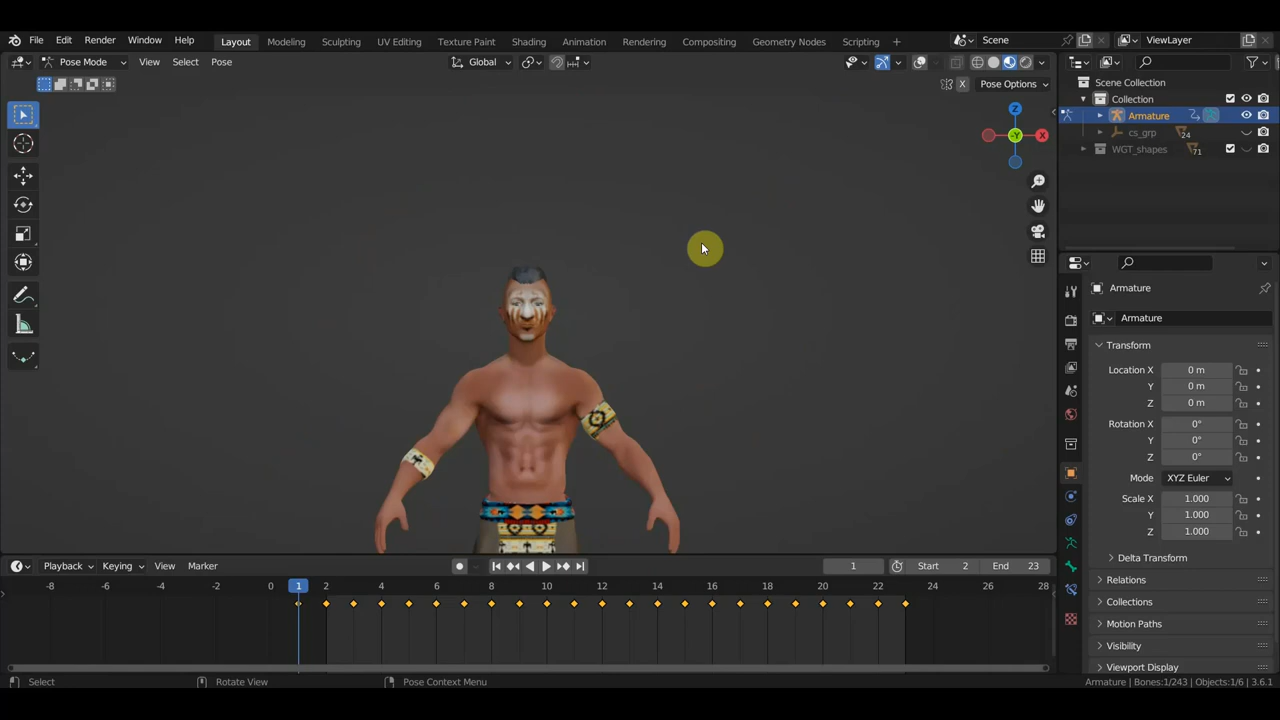 File Edit Render Window Help Layout Modeling Sculpting UV Editing Texture Paint Shading Animation Rendering Compositing Geometry Nodes Scripting + Scene ViewLayer
Pose Mode View Select Pose Global
X Pose Options
Z
-Y X
Scene Collection
Collection
Armature
cs_grp 24
WGT_shapes 71
Armature
Armature
Transform
Location X 0 m
Y 0 m
Z 0 m
Rotation X 0°
Y 0°
Z 0°
Mode XYZ Euler
Scale X 1.000
Y 1.000
Z 1.000
Delta Transform
Relations
Collections
Motion Paths
Visibility
Viewport Display
Playback Keying View Marker 1 Start 2 End 23
-8 -6 -4 -2 0 1 2 4 6 8 10 12 14 16 18 20 22 24 26 28
Select Rotate View Pose Context Menu Armature | Bones:1/243 | Objects:1/6 | 3.6.1